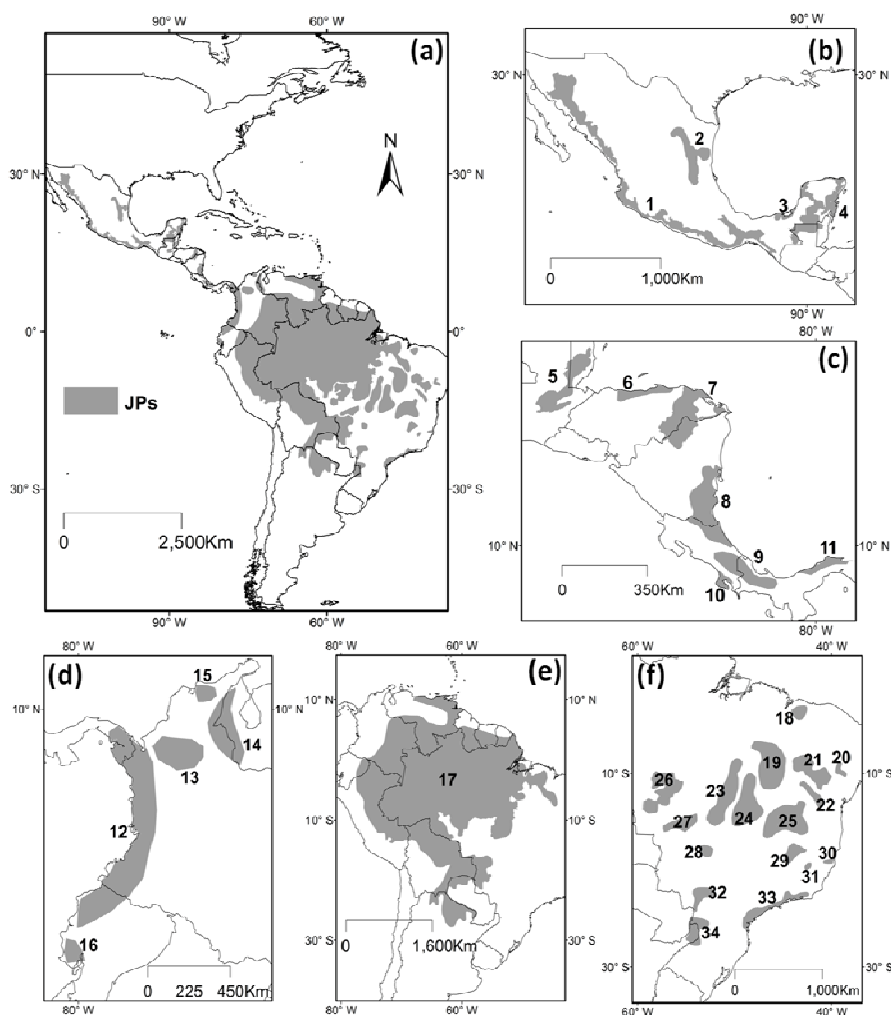 90° W 60° W
(a)
N
30° N 30° N
0° 0°
JPs
30° S 30° S
0 2,500Km
90° W 60° W
90° W
(b)
30° N 30° N
2
1
3
4
0 1,000Km
90° W
80° W
(c)
5
6
7
8
9
10
11
10° N 10° N
0 350Km
80° W
80° W
(d)
15
10° N 10° N
14
13
12
16
0 225 450Km
80° W
60° W
(e)
10° N 10° N
17
10° S 10° S
30° S 30° S
0 1,600Km
60° W
60° W 40° W
(f)
18
19
21
20
10° S 10° S
26
23
22
24
25
27
28
29
30
31
32
33
34
30° S 30° S
0 1,000Km
60° W 40° W